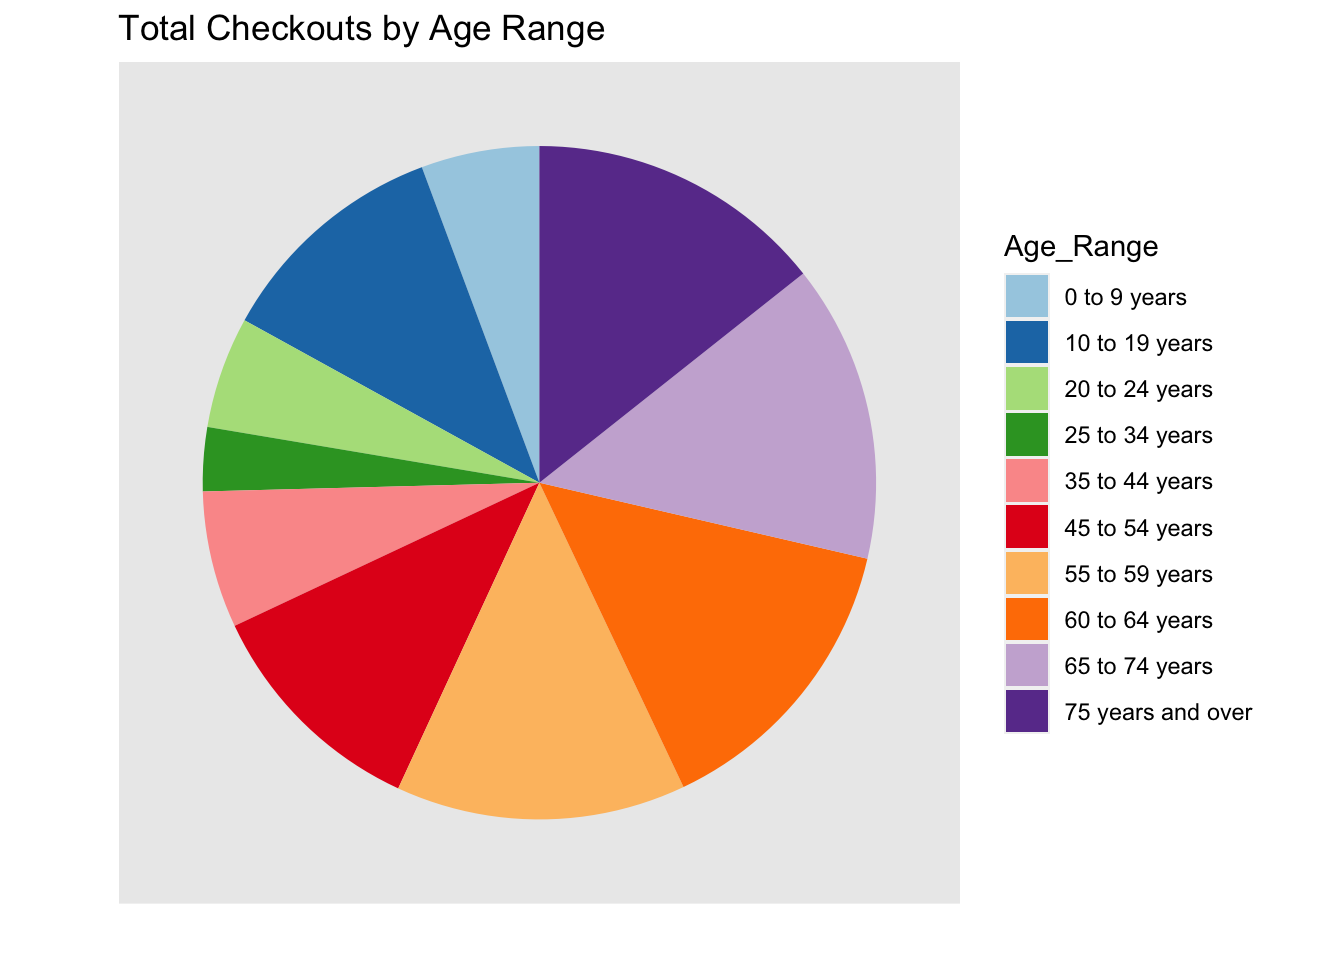 Total Checkouts by Age Range
Age_Range
0 to 9 years
10 to 19 years
20 to 24 years
25 to 34 years
35 to 44 years
45 to 54 years
55 to 59 years
60 to 64 years
65 to 74 years
75 years and over